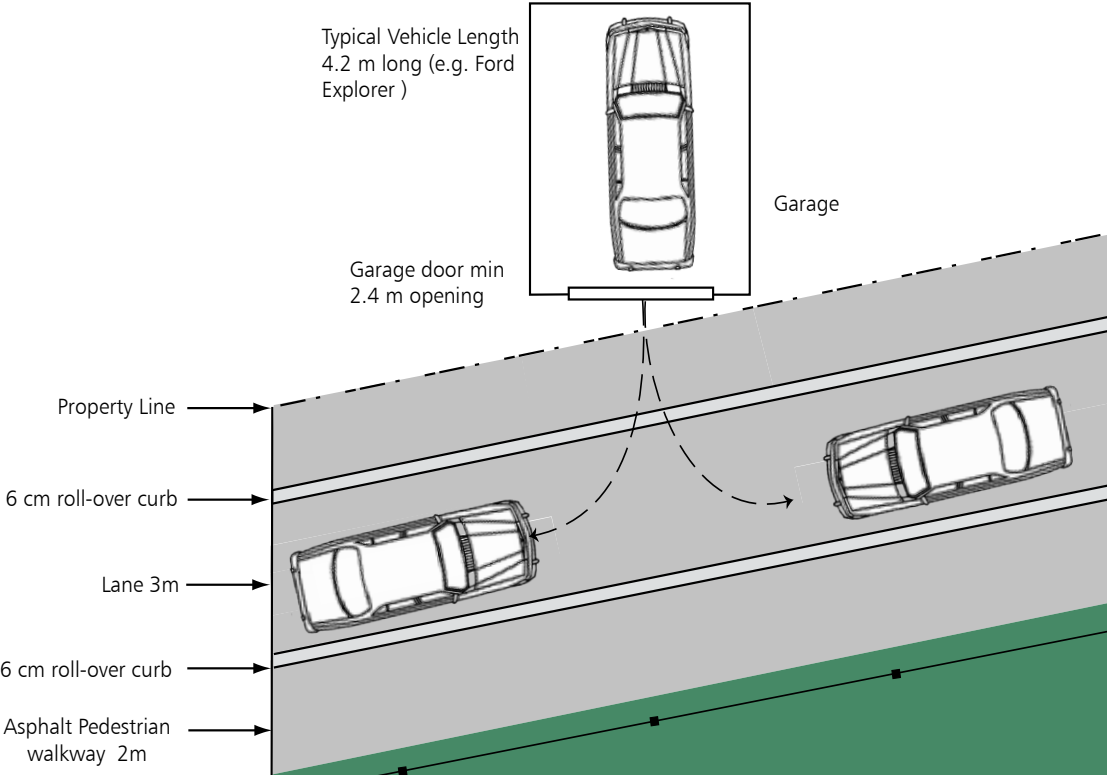 Typical Vehicle Length
4.2 m long (e.g. Ford
Explorer )
Garage
Garage door min
2.4 m opening
Property Line
6 cm roll-over curb
Lane 3m
6 cm roll-over curb
Asphalt Pedestrian
walkway 2m